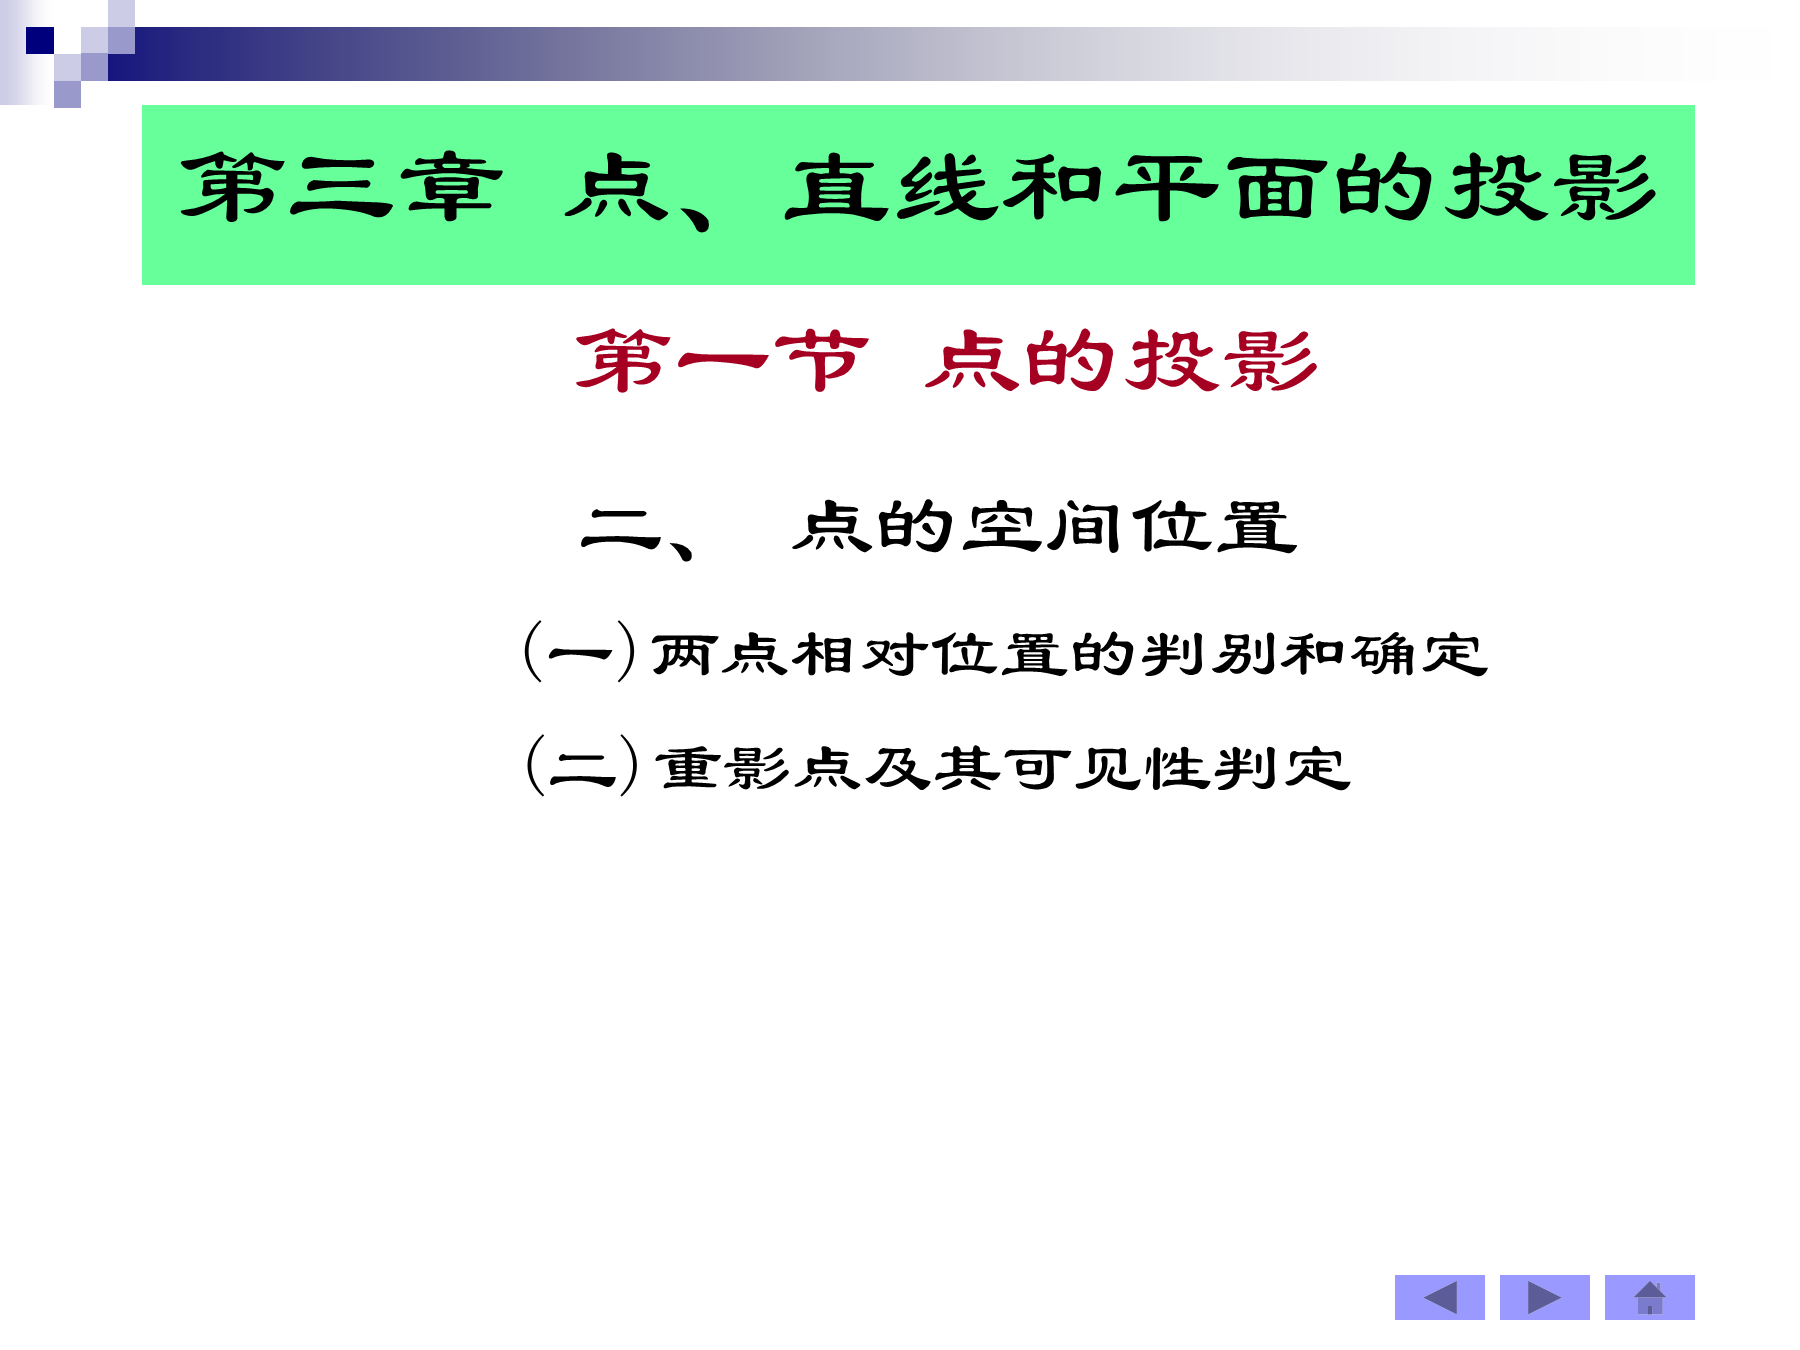 第三章 点、直线和平面的投影
第一节 点的投影
二、 点的空间位置
(一)两点相对位置的判别和确定
(二)重影点及其可见性判定